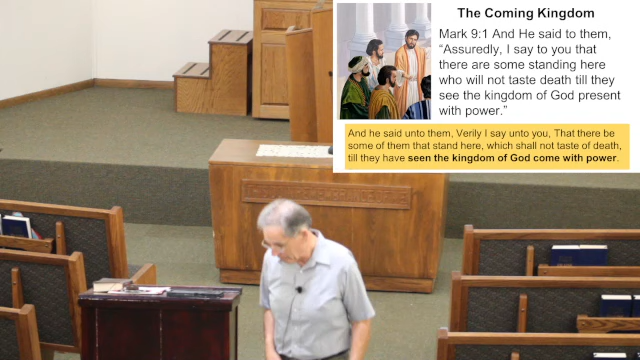 The Coming Kingdom
Mark 9:1 And He said to them,
“Assuredly, I say to you that
there are some standing here
who will not taste death till they
see the kingdom of God present
with power.”
And he said unto them, Verily I say unto you, That there be
some of them that stand here, which shall not taste of death,
till they have seen the kingdom of God come with power.